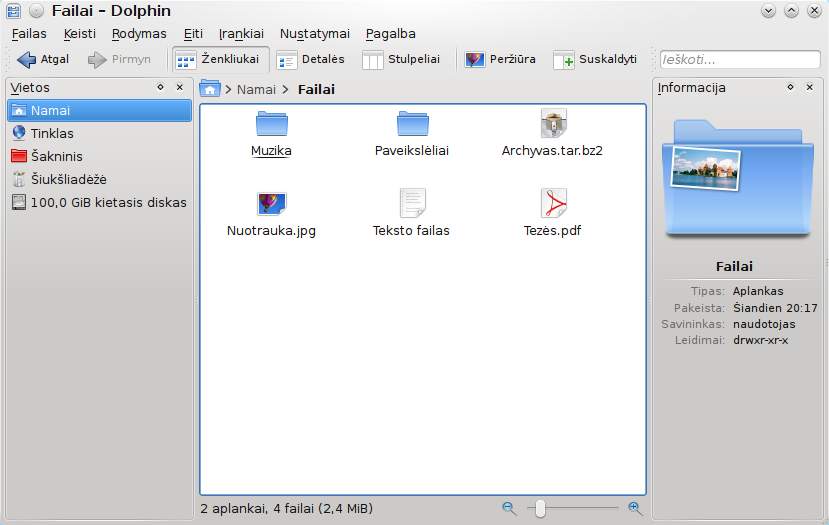 Failai – Dolphin
Failas Keisti Rodymas Eiti Įrankiai Nustatymai Pagalba
Atgal Pirmyn Ženkliukai Detalės Stulpeliai Peržiūra Suskaldyti Ieškoti...
Vietos
Namai
Tinklas
Šakninis
Šiukšliadėžė
100,0 GiB kietasis diskas
Namai Failai
Muzika Paveikslėliai Archyvas.tar.bz2
Nuotrauka.jpg Teksto failas Tezės.pdf
2 aplankai, 4 failai (2,4 MiB)
Informacija
Failai
Tipas: Aplankas
Pakeista: Šiandien 20:17
Savininkas: naudotojas
Leidimai: drwxr-xr-x